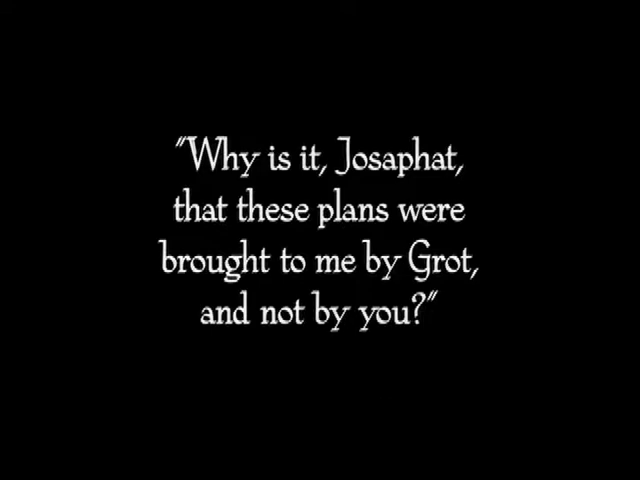 "Why is it, Josaphat,
that these plans were
brought to me by Grot,
and not by you?"